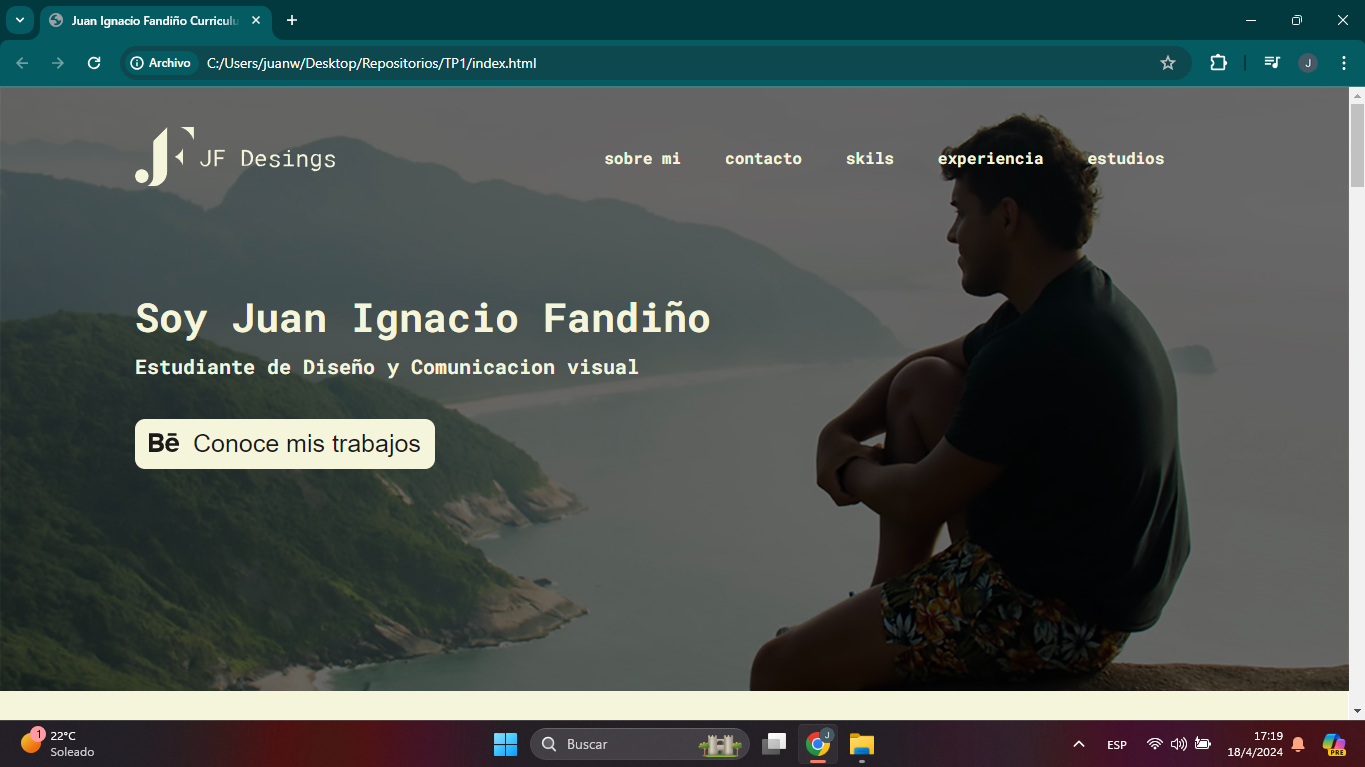 Juan Ignacio Fandiño Curriculu
Archivo
C:/Users/juanw/Desktop/Repositorios/TP1/index.html
J
JF Desings
sobre mi
contacto
skils
experiencia
estudios
Soy Juan Ignacio Fandiño
Estudiante de Diseño y Comunicacion visual
Bē Conoce mis trabajos
1
22°C
Soleado
Buscar
J
ESP
17:19
18/4/2024
PRE